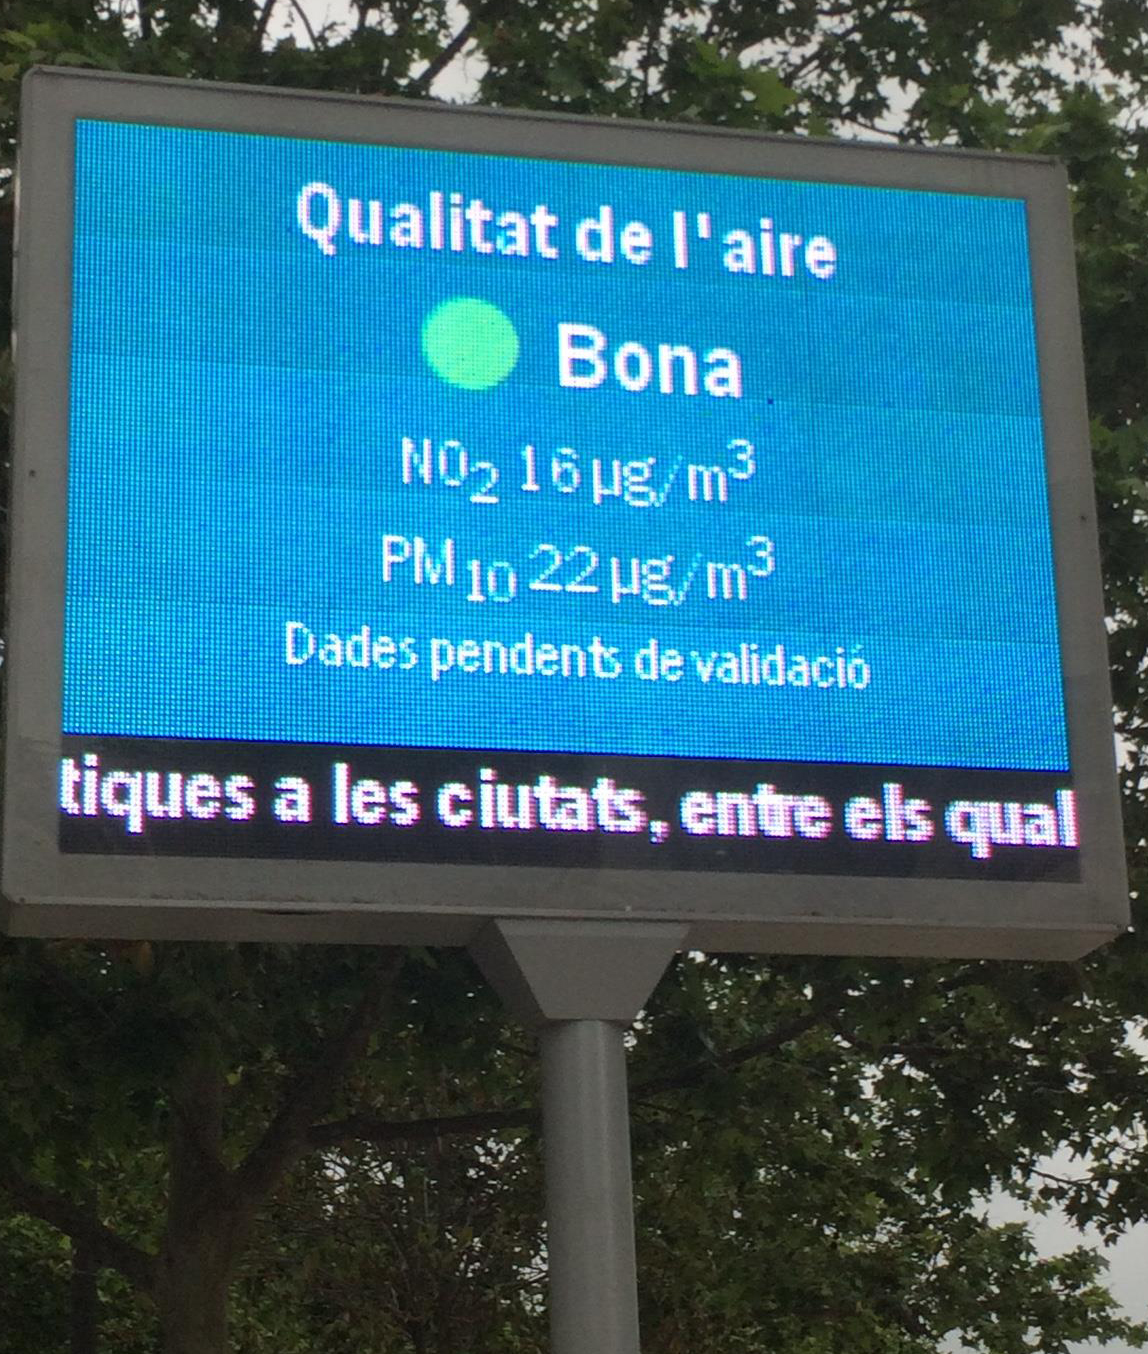 Qualitat de l'aire
Bona
NO₂ 16 µg/m³
PM₁₀ 22 µg/m³
Dades pendents de validació
tiques a les ciutats, entre els qual